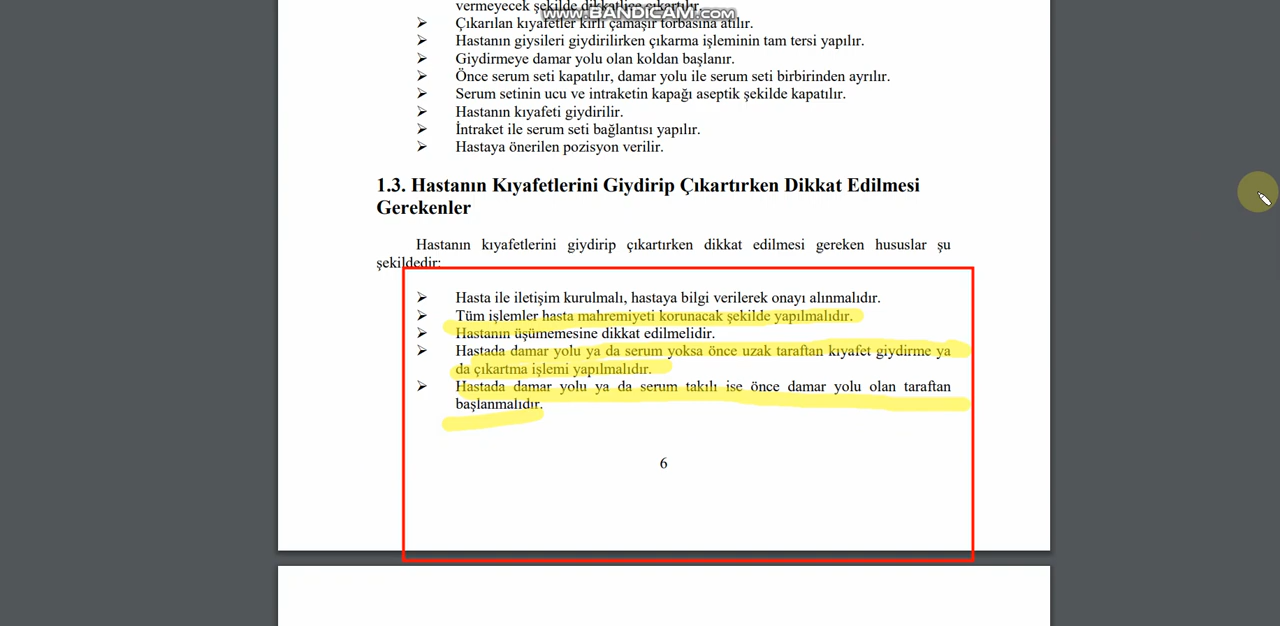 vermeyecek şekilde dikkatlice çıkartılır.
www.BANDICAM.com
➢ Çıkarılan kıyafetler kirli çamaşır torbasına atılır.
➢ Hastanın giysileri giydirilirken çıkarma işleminin tam tersi yapılır.
➢ Giydirmeye damar yolu olan koldan başlanır.
➢ Önce serum seti kapatılır, damar yolu ile serum seti birbirinden ayrılır.
➢ Serum setinin ucu ve intraketin kapağı aseptik şekilde kapatılır.
➢ Hastanın kıyafeti giydirilir.
➢ İntraket ile serum seti bağlantısı yapılır.
➢ Hastaya önerilen pozisyon verilir.
1.3. Hastanın Kıyafetlerini Giydirip Çıkartırken Dikkat Edilmesi
Gerekenler
Hastanın kıyafetlerini giydirip çıkartırken dikkat edilmesi gereken hususlar şu
şekildedir:
➢ Hasta ile iletişim kurulmalı, hastaya bilgi verilerek onayı alınmalıdır.
➢ Tüm işlemler hasta mahremiyeti korunacak şekilde yapılmalıdır.
➢ Hastanın üşümemesine dikkat edilmelidir.
➢ Hastada damar yolu ya da serum yoksa önce uzak taraftan kıyafet giydirme ya
da çıkartma işlemi yapılmalıdır.
➢ Hastada damar yolu ya da serum takılı ise önce damar yolu olan taraftan
başlanmalıdır.
6